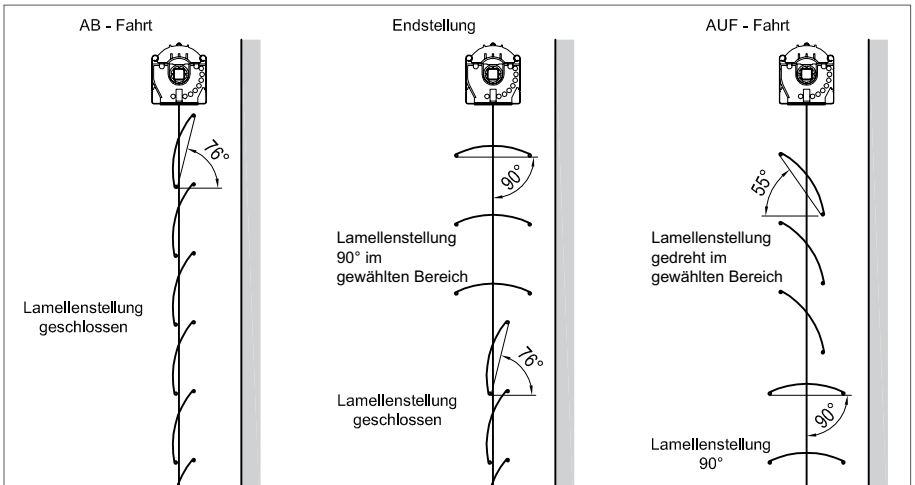 AB - Fahrt
76°
Lamellenstellung
geschlossen
Endstellung
90°
Lamellenstellung
90° im
gewählten Bereich
76°
Lamellenstellung
geschlossen
AUF - Fahrt
55°
Lamellenstellung
gedreht im
gewählten Bereich
90°
Lamellenstellung
90°